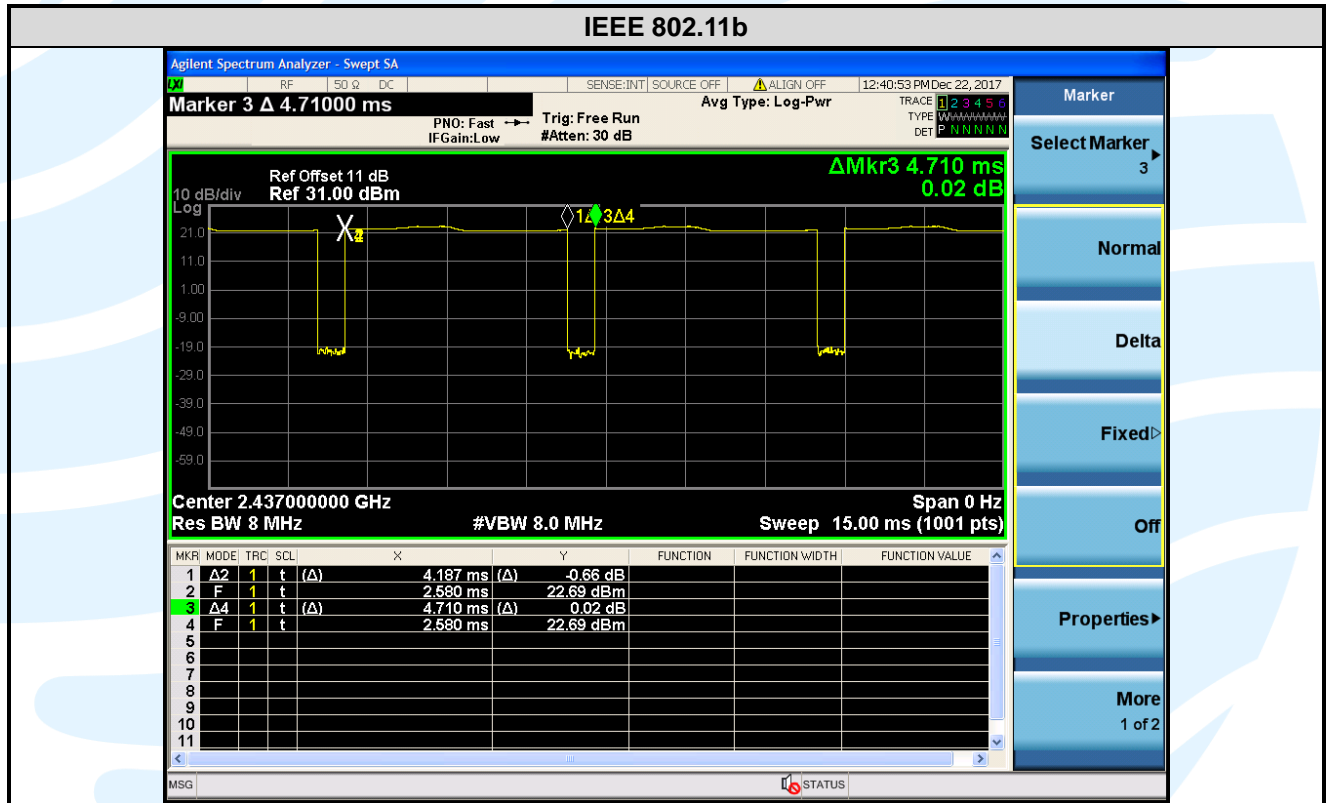 IEEE 802.11b
Agilent Spectrum Analyzer - Swept SA
LXI RF 50 Ω DC SENSE:INT SOURCE OFF ALIGN OFF 12:40:53 PM Dec 22, 2017
Marker 3 Δ 4.71000 ms
PNO: Fast
IFGain:Low
Trig: Free Run
#Atten: 30 dB
Avg Type: Log-Pwr
TRACE 1 2 3 4 5 6
TYPE
DET P N N N N N
ΔMkr3 4.710 ms
0.02 dB
Ref Offset 11 dB
10 dB/div Ref 31.00 dBm
Log
21.0
11.0
1.00
-9.00
-19.0
-29.0
-39.0
-49.0
-59.0
3Δ4
Center 2.437000000 GHz Span 0 Hz
Res BW 8 MHz #VBW 8.0 MHz Sweep 15.00 ms (1001 pts)
MKR MODE TRC SCL X Y FUNCTION FUNCTION WIDTH FUNCTION VALUE
1 Δ2 1 t (Δ) 4.187 ms (Δ) -0.66 dB
2 F 1 t 2.580 ms 22.69 dBm
3 Δ4 1 t (Δ) 4.710 ms (Δ) 0.02 dB
4 F 1 t 2.580 ms 22.69 dBm
5
6
7
8
9
10
11
MSG STATUS
Marker
Select Marker
3
Normal
Delta
Fixed
Off
Properties
More
1 of 2